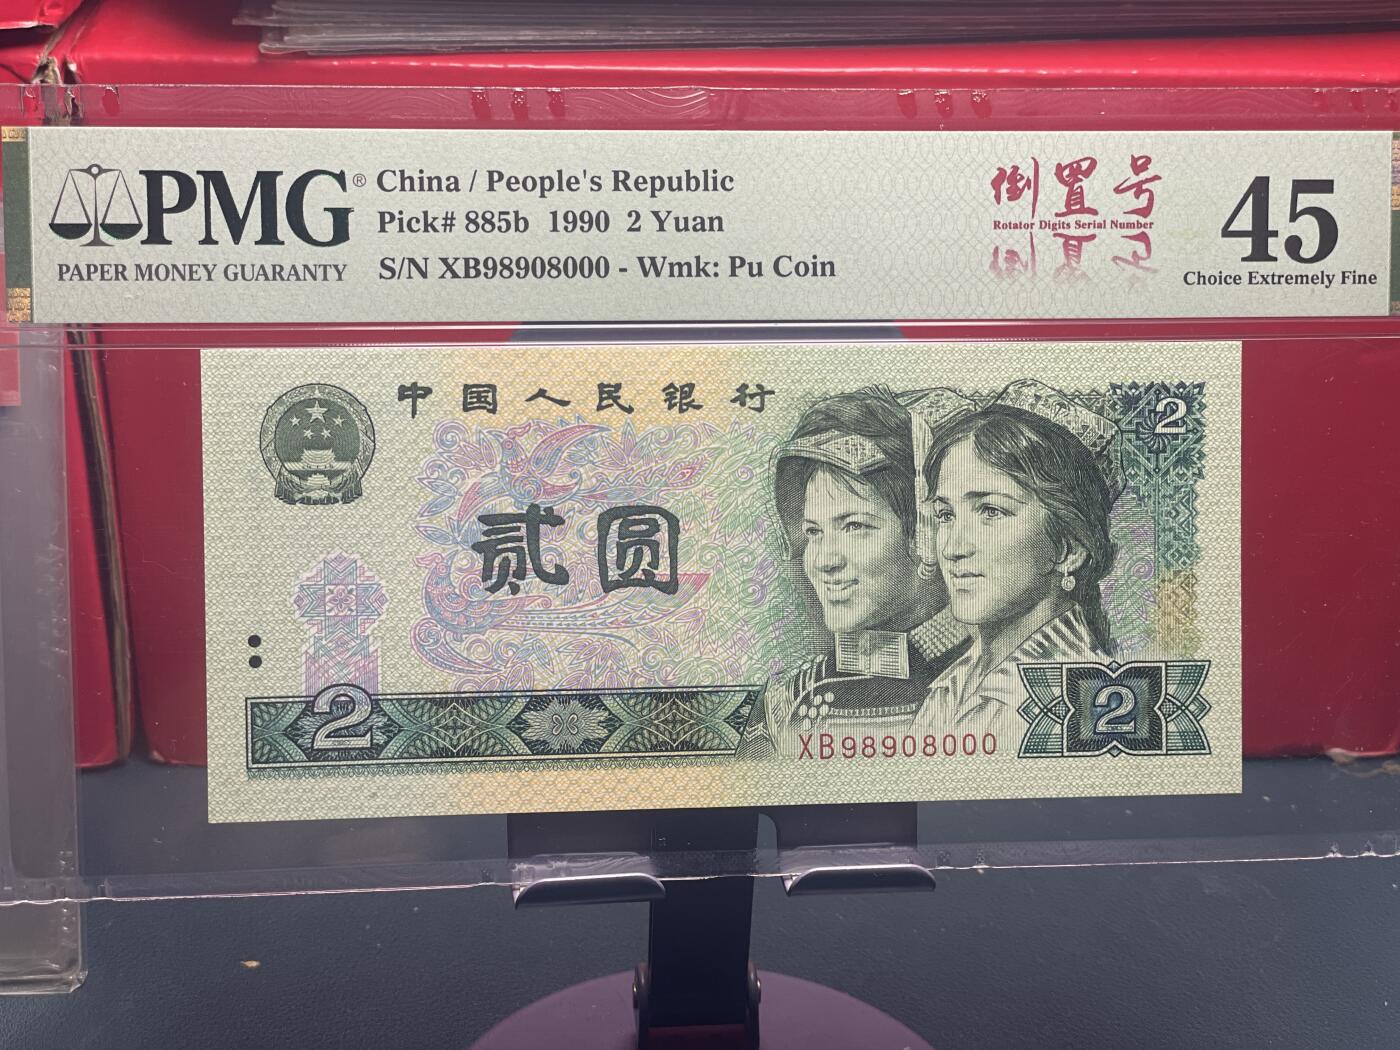 PMG®
PAPER MONEY GUARANTY
China / People's Republic
Pick# 885b 1990 2 Yuan
S/N XB98908000 - Wmk: Pu Coin
倒置号
Rotator Digits Serial Number
45
Choice Extremely Fine
中国人民银行
2
贰圆
2
2
XB98908000